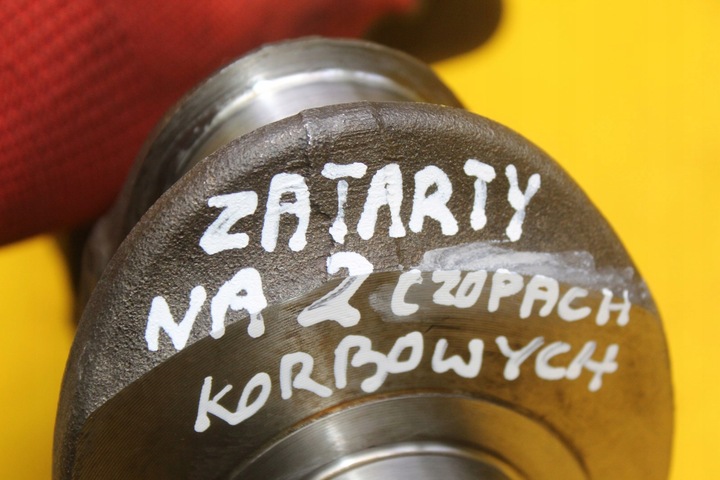 ZATARTY
NA 2 CZOPACH
KORBOWYCH